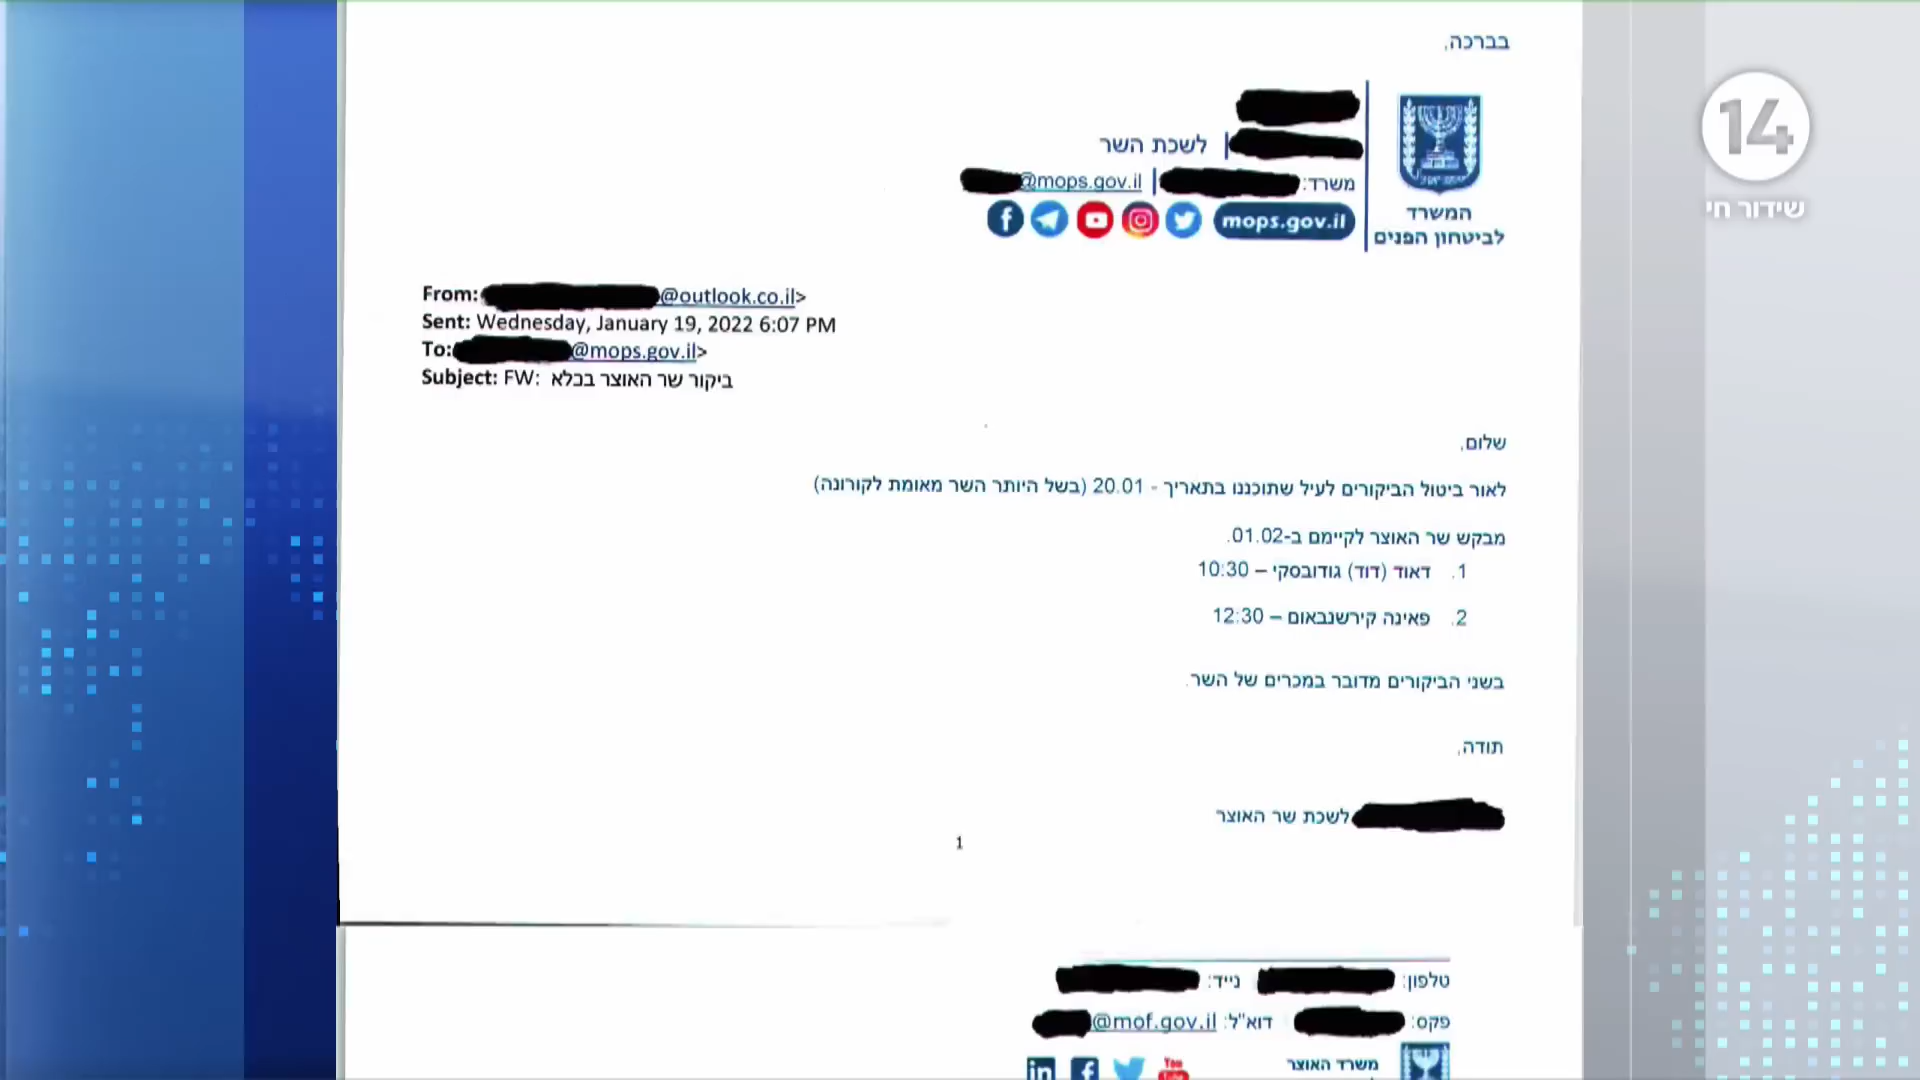 בברכה,
לשכת השר
משרד:
@mops.gov.il
mops.gov.il
המשרד
לביטחון הפנים
14
שידור חי
From: @outlook.co.il>
Sent: Wednesday, January 19, 2022 6:07 PM
To: @mops.gov.il>
Subject: FW: ביקור שר האוצר בכלא
שלום,
לאור ביטול הביקורים לעיל שתוכננו בתאריך - 20.01 (בשל היותר השר מאומת לקורונה)
מבקש שר האוצר לקיימם ב-01.02.
1. דאוד (דוד) גודובסקי – 10:30
2. פאינה קירשנבאום – 12:30
בשני הביקורים מדובר במכרים של השר.
תודה,
לשכת שר האוצר
1
טלפון: נייד:
פקס: דוא"ל: @mof.gov.il
משרד האוצר
You